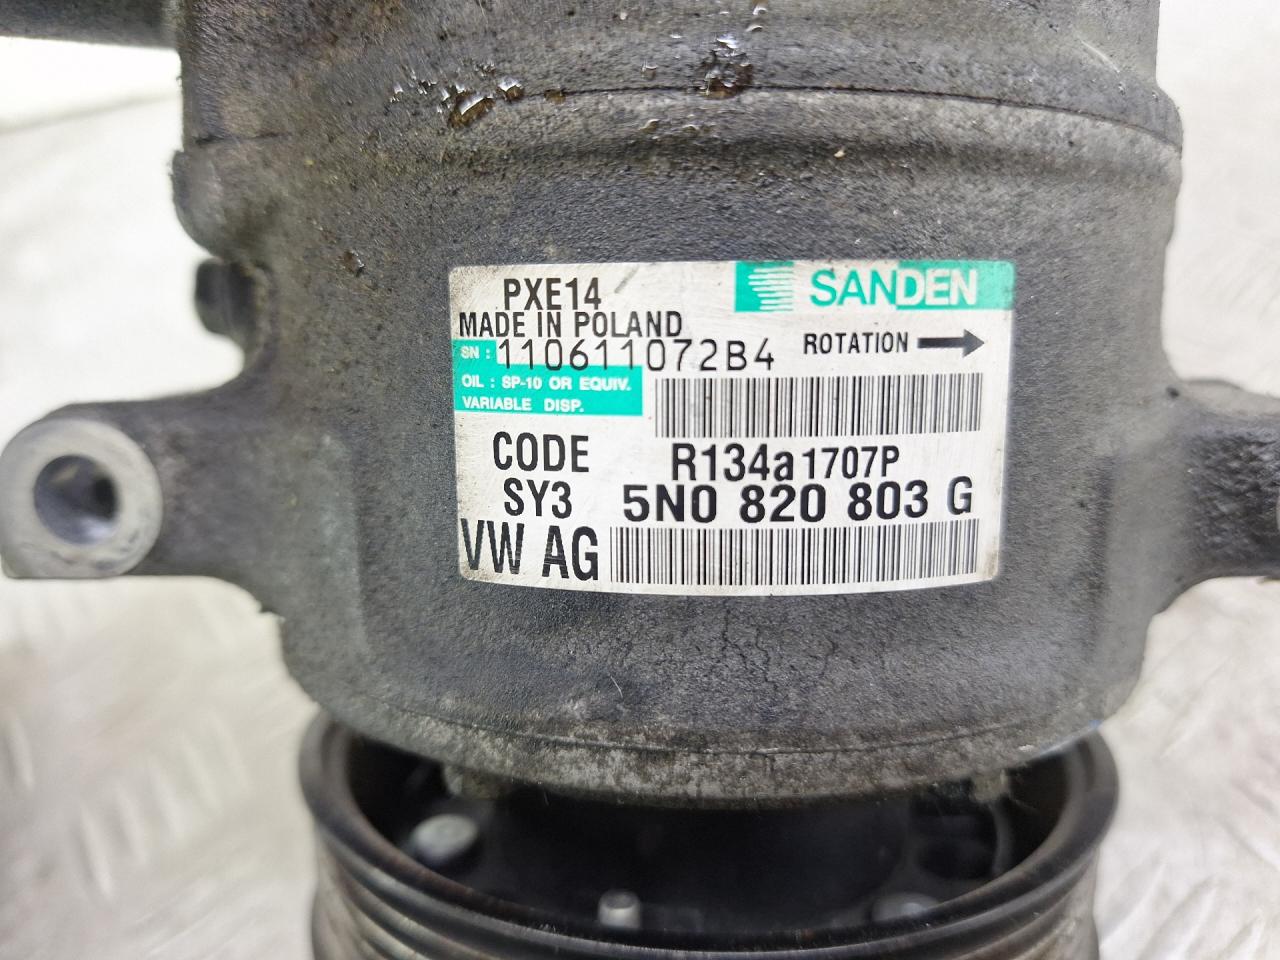 PXE14
SANDEN
MADE IN POLAND
SN : 110611072B4
ROTATION
OIL : SP-10 OR EQUIV.
VARIABLE DISP.
CODE
R134a 1707P
SY3
5N0 820 803 G
VW AG